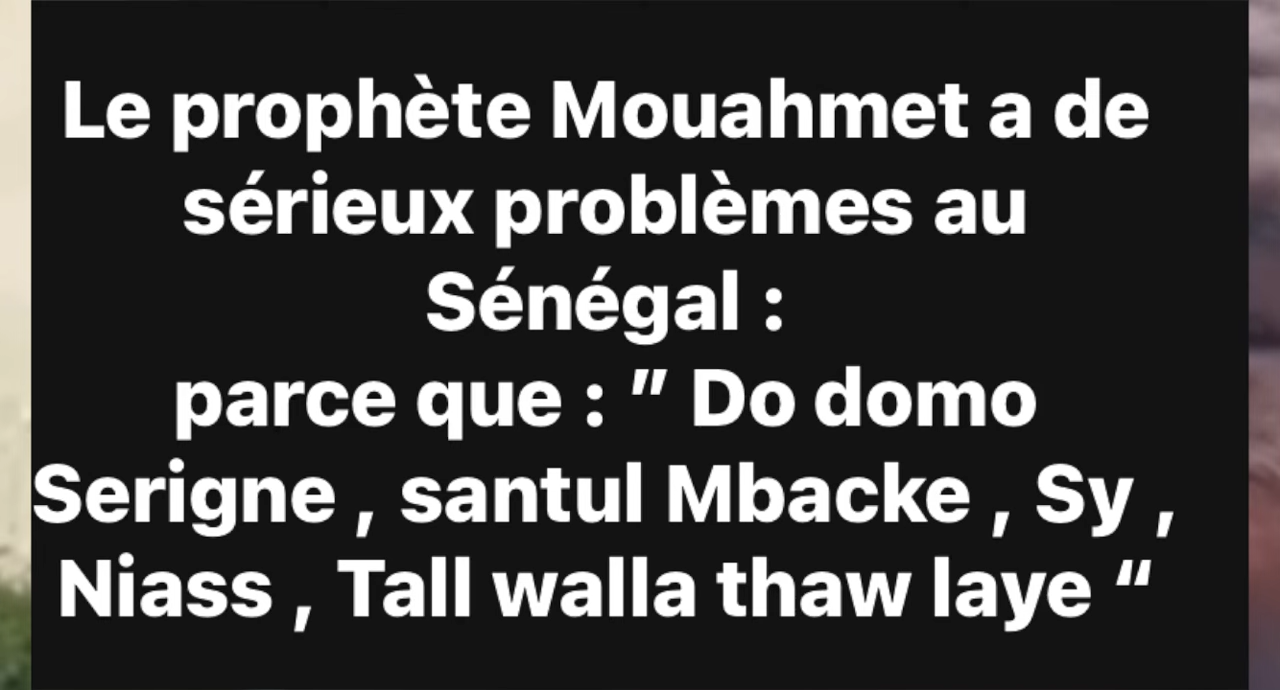 Le prophète Mouahmet a de
sérieux problèmes au
Sénégal :
parce que : " Do domo
Serigne , santul Mbacke , Sy ,
Niass , Tall walla thaw laye “